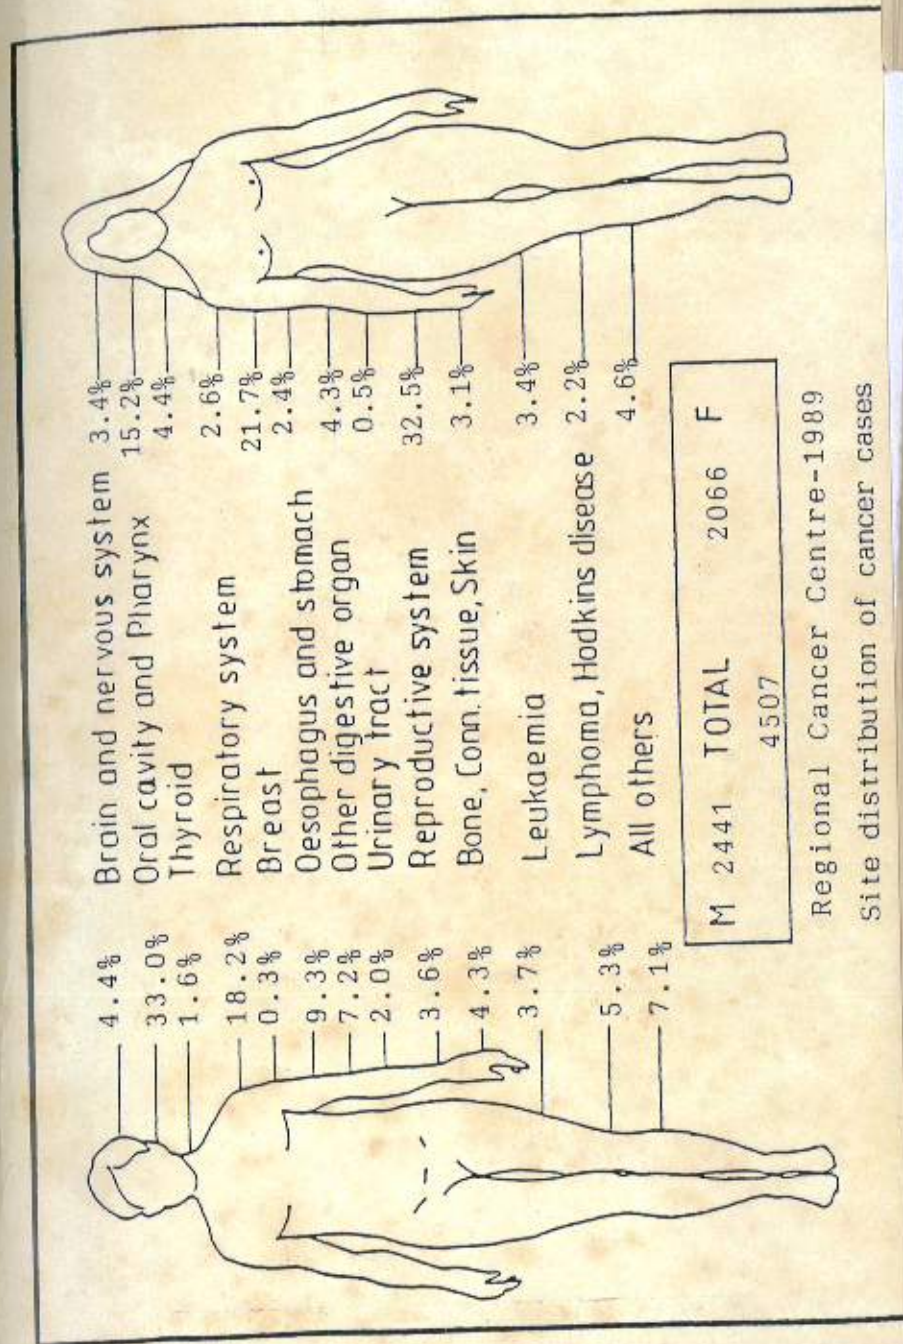 4.4% Brain and nervous system 3.4%
33.0% Oral cavity and Pharynx 15.2%
1.6% Thyroid 4.4%
18.2% Respiratory system 2.6%
0.3% Breast 21.7%
9.3% Oesophagus and stomach 2.4%
7.2% Other digestive organ 4.3%
2.0% Urinary tract 0.5%
3.6% Reproductive system 32.5%
4.3% Bone, Conn. tissue, Skin 3.1%
3.7% Leukaemia 3.4%
5.3% Lymphoma, Hodkins disease 2.2%
7.1% All others 4.6%
M 2441 TOTAL 2066 F
4507
Regional Cancer Centre-1989
Site distribution of cancer cases